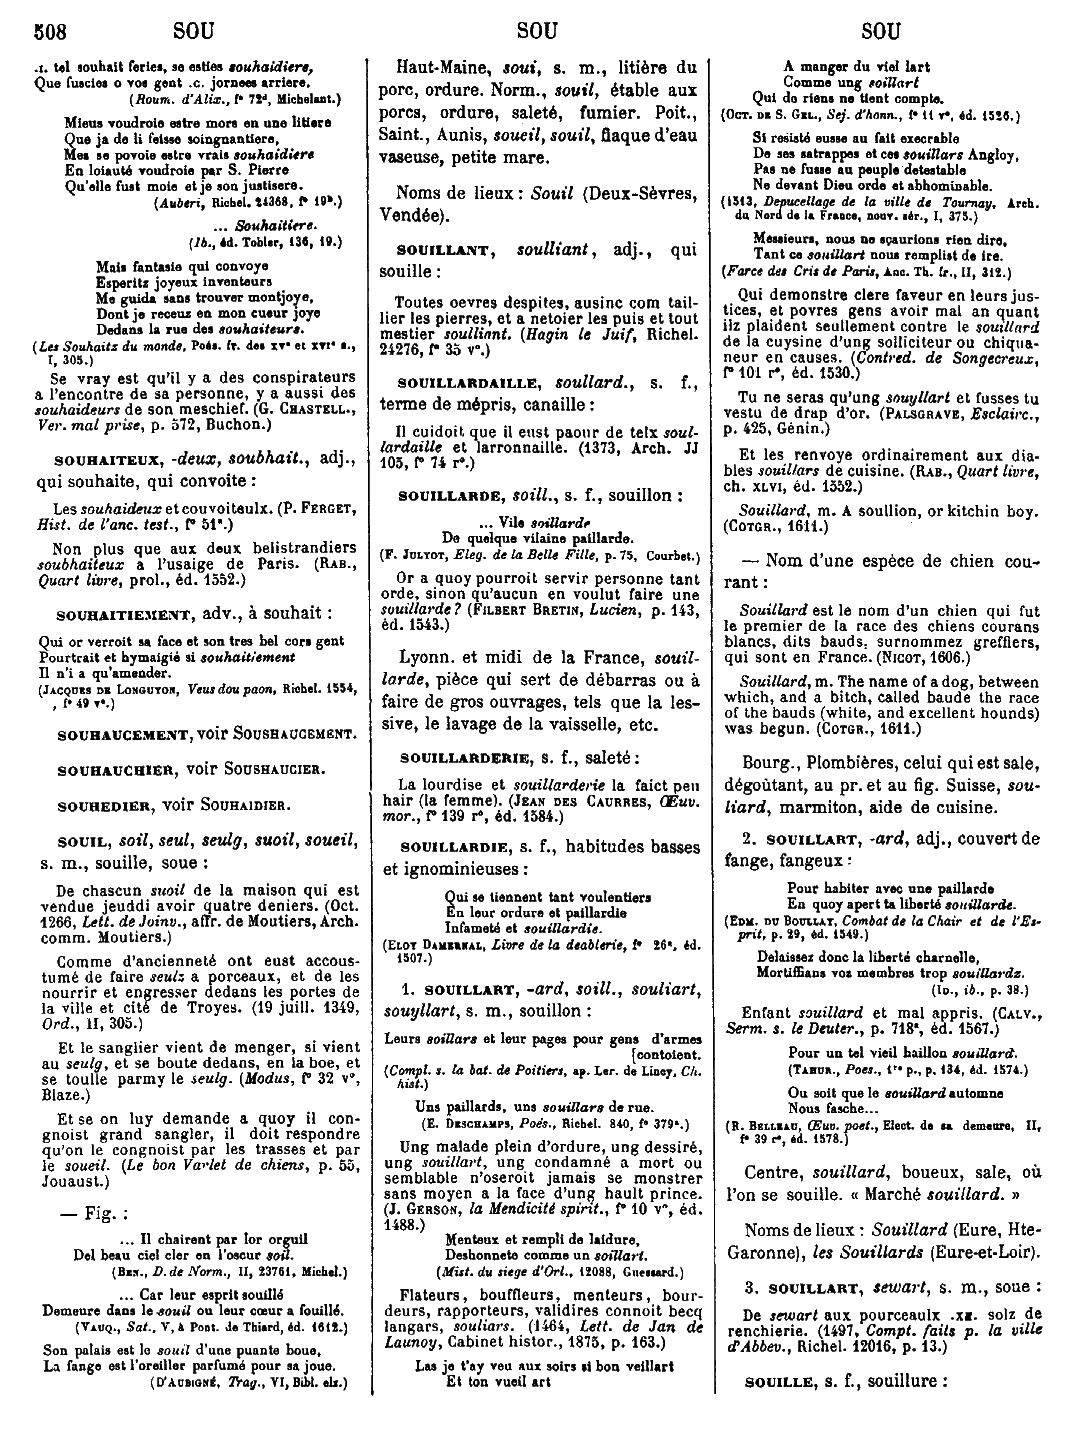 508 SOU SOU SOU
.I. tel souhait feries, se esties souhaidiere,
Que fuscies o vos gent .c. jornees arriere.
(Roum. d'Alix., f° 72d, Michelant.)
Mieus voudroie estre mors en une litiere
Que ja de li feisse soingnantiere,
Mes se povoie estre vrais souhaidiere
En loiauté voudroie par S. Pierre
Qu'elle fust moie et je son justisere.
(Auberi, Richel. 24368, f° 19b.)
... Souhaitiere.
(Ib., éd. Tobler, 136, 19.)
Mais fantasie qui convoye
Esperitz joyeux inventeurs
Me guida sans trouver montjoye,
Dont je receuz en mon cueur joye
Dedans la rue des souhaiteurs.
(Les Souhaitz du monde, Poés. fr. des XVe et XVIe s.,
I, 305.)
Se vray est qu'il y a des conspirateurs
a l'encontre de sa personne, y a aussi des
souhaideurs de son meschief. (G. CHASTELL.,
Ver. mal prise, p. 572, Buchon.)
SOUHAITEUX, -deux, soubhait., adj.,
qui souhaite, qui convoite :
Les souhaideux et couvoiteulx. (P. FERGET,
Hist. de l'anc. test., f° 51a.)
Non plus que aux deux belistrandiers
soubhaiteux a l'usaige de Paris. (RAB.,
Quart livre, prol., éd. 1552.)
SOUHAITIEMENT, adv., à souhait :
Qui or verroit sa face et son tres bel cors gent
Pourtrait et hymaigié si souhaitiement
Il n'i a qu'amender.
(JACQUES DE LONGUYON, Veus dou paon, Richel. 1554,
, f° 49 v°.)
SOUHAUCEMENT, voir SOUSHAUCEMENT.
SOUHAUCHIER, voir SOUSHAUCIER.
SOUHEDIER, voir SOUHAIDIER.
SOUIL, soil, seul, seulg, suoil, soueil,
s. m., souille, soue :
De chascun suoil de la maison qui est
vendue jeuddi avoir quatre deniers. (Oct.
1266, Lett. de Joinv., affr. de Moutiers, Arch.
comm. Moutiers.)
Comme d'ancienneté ont eust accous-
tumé de faire seulz a porceaux, et de les
nourrir et engresser dedans les portes de
la ville et cité de Troyes. (19 juill. 1349,
Ord., II, 305.)
Et le sanglier vient de menger, si vient
au seulg, et se boute dedans, en la boe, et
se toulle parmy le seulg. (Modus, f° 32 v°,
Blaze.)
Et se on luy demande a quoy il con-
gnoist grand sangler, il doit respondre
qu'on le congnoist par les trasses et par
le soueil. (Le bon Varlet de chiens, p. 55,
Jouaust.)
— Fig. :
... Il chairent par lor orguil
Del beau ciel cler en l'oscur soil.
(BEN., D. de Norm., II, 23761, Michel.)
... Car leur esprit souillé
Demeure dans le souil ou leur cœur a fouillé.
(VAUQ., Sat., V, à Pont. de Thiard, éd. 1612.)
Son palais est le souil d'une puante boue,
La fange est l'oreiller parfumé pour sa joue.
(D'AUBIGNÉ, Trag., VI, Bibl. elz.)
Haut-Maine, soui, s. m., litière du
porc, ordure. Norm., souil, étable aux
porcs, ordure, saleté, fumier. Poit.,
Saint., Aunis, soueil, souil, flaque d'eau
vaseuse, petite mare.
Noms de lieux : Souil (Deux-Sèvres,
Vendée).
SOUILLANT, soulliant, adj., qui
souille :
Toutes oevres despites, ausinc com tail-
lier les pierres, et a netoier les puis et tout
mestier soulliant. (Hagin le Juif, Richel.
24276, f° 35 v°.)
SOUILLARDAILLE, soullard., s. f.,
terme de mépris, canaille :
Il cuidoit que il eust paour de telx soul-
lardaille et larronnaille. (1373, Arch. JJ
105, f° 74 r°.)
SOUILLARDE, soill., s. f., souillon :
... Vile soillarde
De quelque vilaine paillarde.
(F. JULYOT, Eleg. de la Belle Fille, p. 75, Courbet.)
Or a quoy pourroit servir personne tant
orde, sinon qu'aucun en voulut faire une
souillarde ? (FILBERT BRETIN, Lucien, p. 143,
éd. 1543.)
Lyonn. et midi de la France, souil-
larde, pièce qui sert de débarras ou à
faire de gros ouvrages, tels que la les-
sive, le lavage de la vaisselle, etc.
SOUILLARDERIE, s. f., saleté :
La lourdise et souillarderie la faict peu
hair (la femme). (JEAN DES CAURRES, Œuv.
mor., f° 139 r°, éd. 1584.)
SOUILLARDIE, s. f., habitudes basses
et ignominieuses :
Qui se tiennent tant voulentiers
En leur ordure et paillardie
Infameté et souillardie.
(ELOY DAMERNAL, Livre de la deablerie, f° 26a, éd.
1507.)
1. SOUILLART, -ard, soill., souliart,
souyllart, s. m., souillon :
Leurs soillars et leur pages pour gens d'armes
[contoient.
(Compl. s. la bat. de Poitiers, ap. Ler. de Lincy, Ch.
hist.)
Uns paillards, uns souillars de rue.
(E. DESCHAMPS, Poés., Richel. 840, f° 379a.)
Ung malade plein d'ordure, ung dessiré,
ung souillart, ung condamné a mort ou
semblable n'oseroit jamais se monstrer
sans moyen a la face d'ung hault prince.
(J. GERSON, la Mendicité spirit., f° 10 v°, éd.
1488.)
Menteux et rempli de laidure,
Deshonnete comme un soillart.
(Mist. du siege d'Orl., 12088, Guessard.)
Flateurs, bouffleurs, menteurs, bour-
deurs, rapporteurs, validires connoit becq
langars, souliars. (1464, Lett. de Jan de
Launoy, Cabinet histor., 1875, p. 163.)
Las je t'ay veu aux soirs si bon veillart
Et ton vueil art
A manger du viel lart
Comme ung soillart
Qui de riens ne tient compte.
(OCT. DE S. GEL., Sej. d'honn., f° 11 v°, éd. 1526.)
Si resisté eusse au fait execrable
De ses satrappes et ces souillars Angloy,
Pas ne fusse au peuple detestable
Ne devant Dieu orde et abhominable.
(1513, Depucellage de la ville de Tournay, Arch.
du Nord de la France, nouv. sér., I, 375.)
Messieurs, nous ne sçaurions rien dire,
Tant ce souillart nous remplist de ire.
(Farce des Cris de Paris, Anc. Th. fr., II, 312.)
Qui demonstre clere faveur en leurs jus-
tices, et povres gens avoir mal an quant
ilz plaident seullement contre le souillard
de la cuysine d'ung solliciteur ou chiqua-
neur en causes. (Contred. de Songecreux,
f° 101 r°, éd. 1530.)
Tu ne seras qu'ung souyllart et fusses tu
vestu de drap d'or. (PALSGRAVE, Esclairc.,
p. 425, Génin.)
Et les renvoye ordinairement aux dia-
bles souillars de cuisine. (RAB., Quart livre,
ch. XLVI, éd. 1552.)
Souillard, m. A soullion, or kitchin boy.
(COTGR., 1611.)
— Nom d'une espèce de chien cou-
rant :
Souillard est le nom d'un chien qui fut
le premier de la race des chiens courans
blancs, dits bauds, surnommez greffiers,
qui sont en France. (NICOT, 1606.)
Souillard, m. The name of a dog, between
which, and a bitch, called baude the race
of the bauds (white, and excellent hounds)
was begun. (COTGR., 1611.)
Bourg., Plombières, celui qui est sale,
dégoûtant, au pr. et au fig. Suisse, sou-
liard, marmiton, aide de cuisine.
2. SOUILLART, -ard, adj., couvert de
fange, fangeux :
Pour habiter avec une paillarde
En quoy apert ta liberté souillarde.
(EDM. DU BOULLAY, Combat de la Chair et de l'Es-
prit, p. 29, éd. 1549.)
Delaissez donc la liberté charnelle,
Mortiffians voz membres trop souillardz.
(ID., ib., p. 38.)
Enfant souillard et mal appris. (CALV.,
Serm. s. le Deuter., p. 718a, éd. 1567.)
Pour un tel vieil haillon souillard.
(TAHUR., Poes., 1re p., p. 134, éd. 1574.)
Ou soit que le souillard automne
Nous fasche...
(R. BELLEAU, Œuv. poet., Elect. de sa demeure, II,
f° 39 r°, éd. 1578.)
Centre, souillard, boueux, sale, où
l'on se souille. « Marché souillard. »
Noms de lieux : Souillard (Eure, Hte-
Garonne), les Souillards (Eure-et-Loir).
3. SOUILLART, sewart, s. m., soue :
De sewart aux pourceaulx .XX. solz de
renchierie. (1497, Compt. faits p. la ville
d'Abbev., Richel. 12016, p. 13.)
SOUILLE, s. f., souillure :